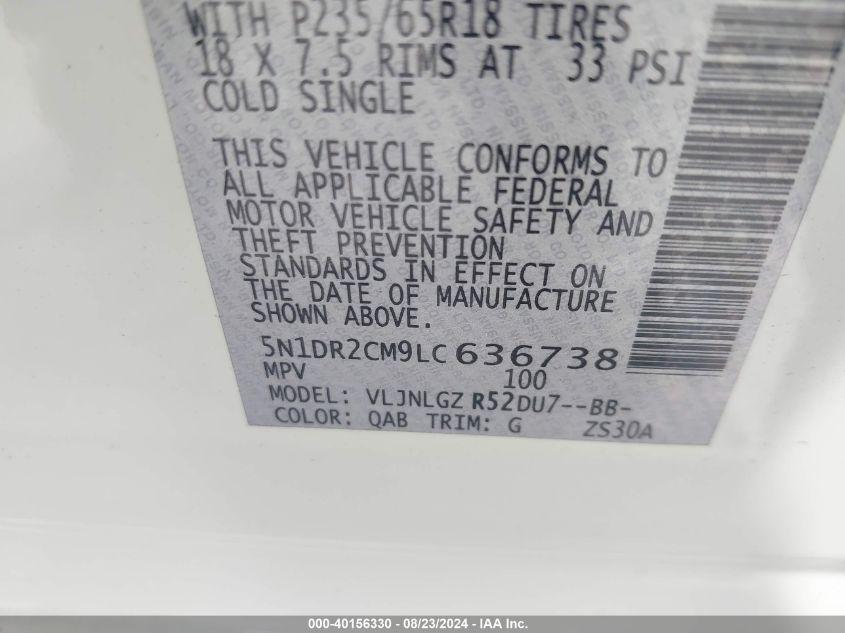 WITH P235/65R18 TIRES
18 X 7.5 RIMS AT 33 PSI
COLD SINGLE
THIS VEHICLE CONFORMS TO
ALL APPLICABLE FEDERAL
MOTOR VEHICLE SAFETY AND
THEFT PREVENTION
STANDARDS IN EFFECT ON
THE DATE OF MANUFACTURE
SHOWN ABOVE.
5N1DR2CM9LC636738
MPV 100
MODEL: VLJNLGZ R52DU7--BB-
COLOR: QAB TRIM: G ZS30A
000-40156330 - 08/23/2024 - IAA Inc.